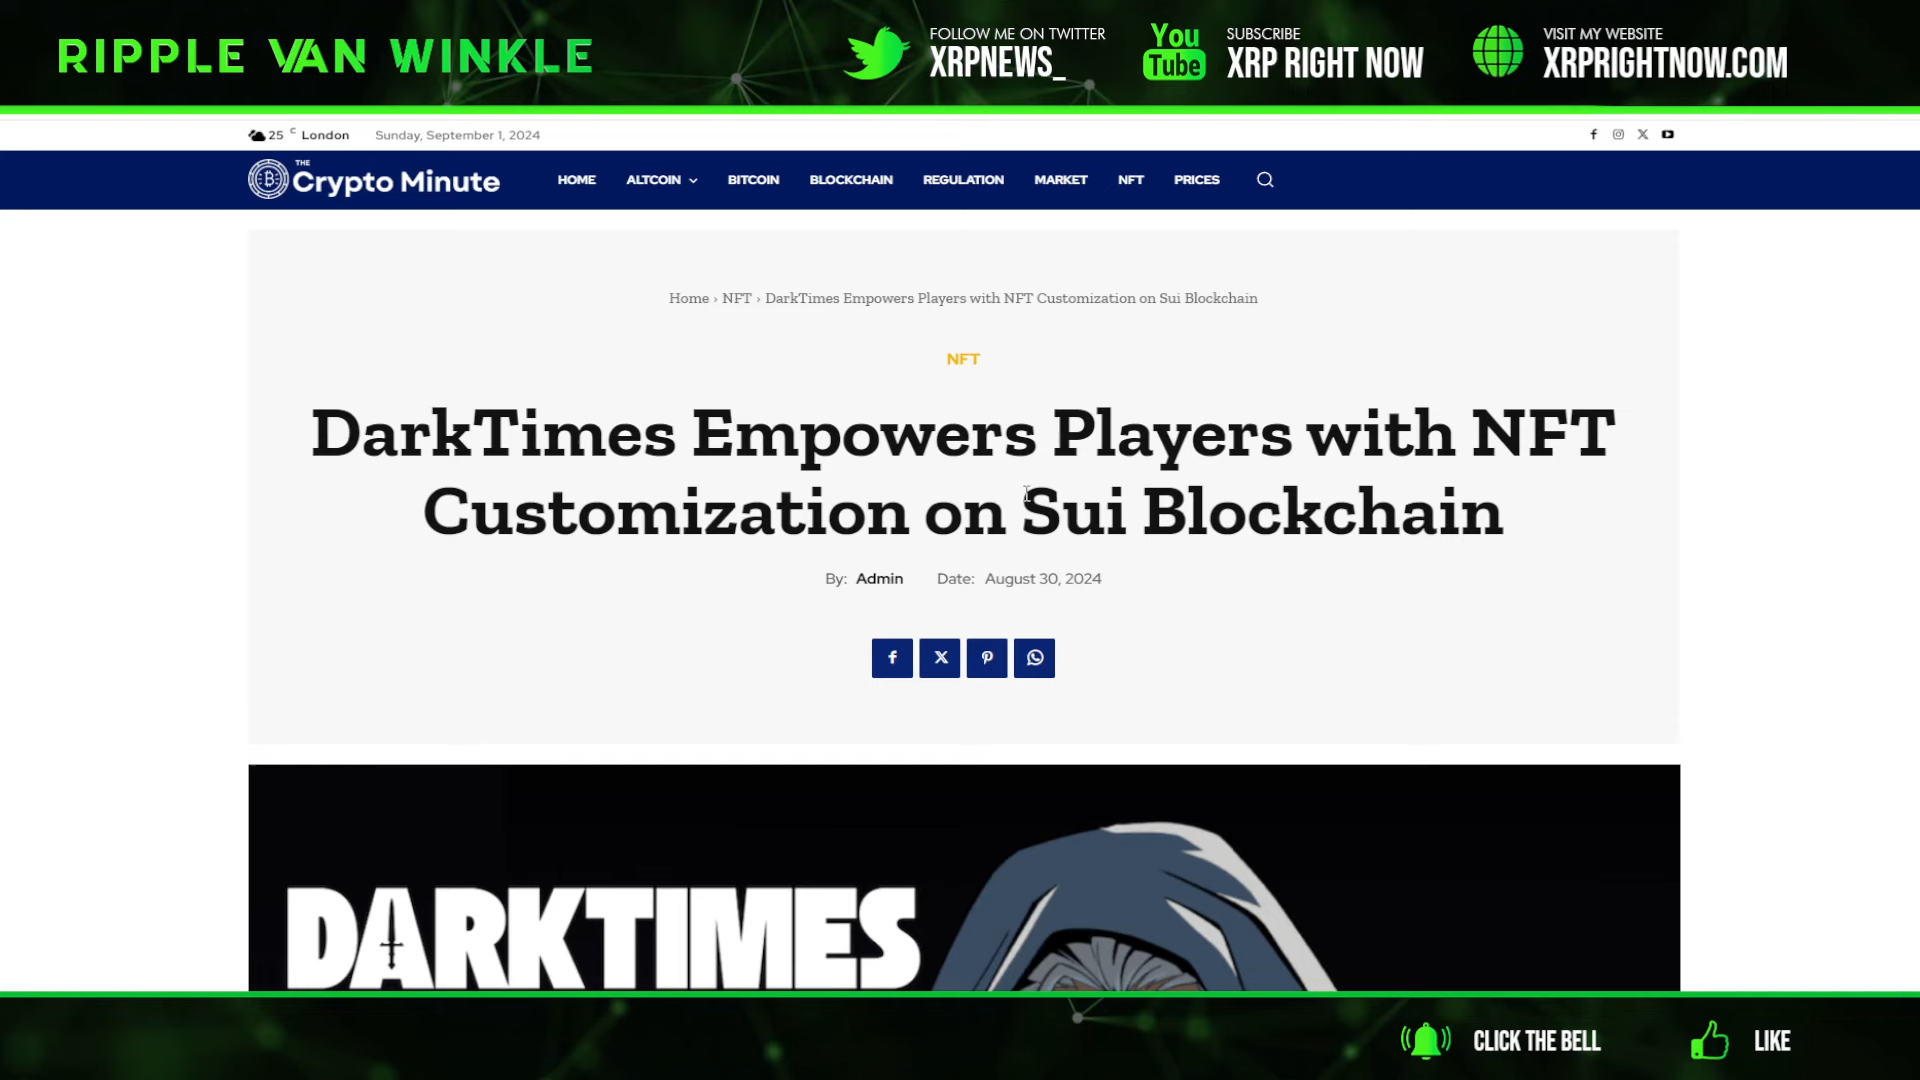 RIPPLE VAN WINKLE
FOLLOW ME ON TWITTER
XRPNEWS_
You Tube
SUBSCRIBE
XRP RIGHT NOW
VISIT MY WEBSITE
XRPRIGHTNOW.COM
25 C London Sunday, September 1, 2024
THE Crypto Minute
HOME ALTCOIN BITCOIN BLOCKCHAIN REGULATION MARKET NFT PRICES
Home › NFT › DarkTimes Empowers Players with NFT Customization on Sui Blockchain
NFT
DarkTimes Empowers Players with NFT
Customization on Sui Blockchain
By: Admin Date: August 30, 2024
DARKTIMES
CLICK THE BELL LIKE